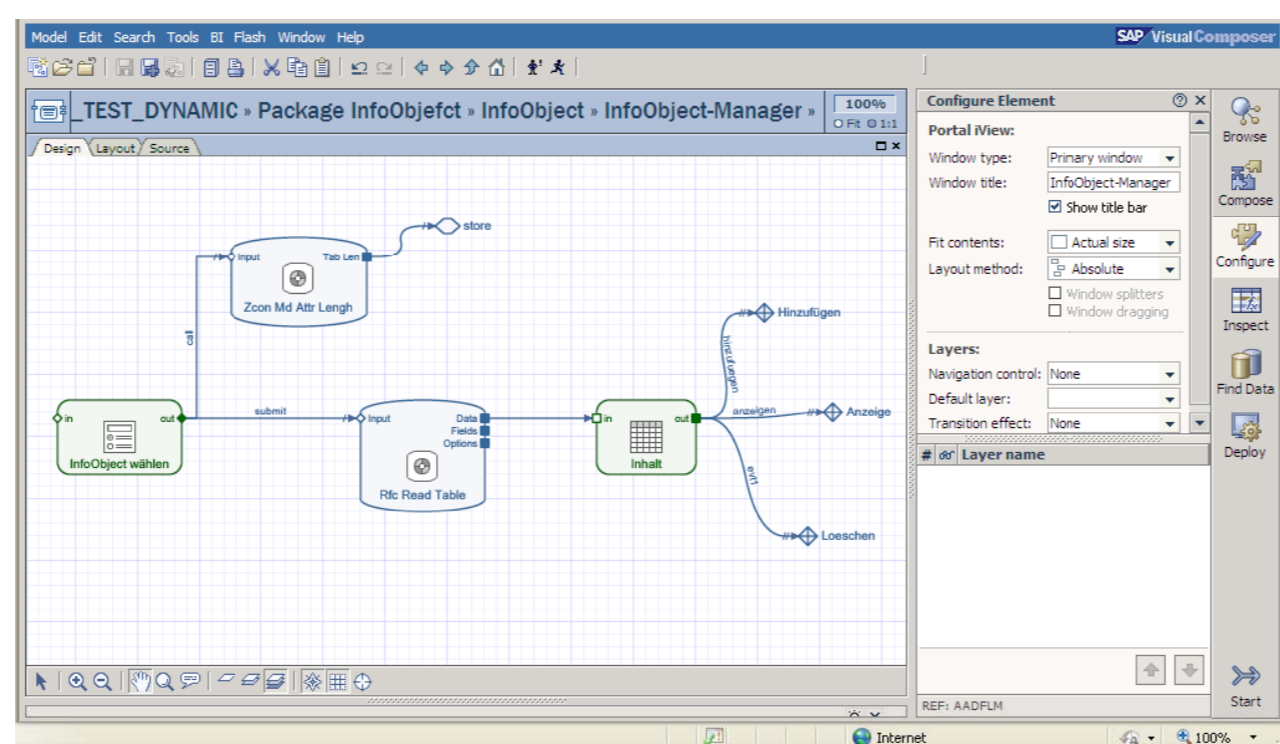 Model Edit Search Tools BI Flash Window Help
SAP VisualComposer
_TEST_DYNAMIC » Package InfoObjefct » InfoObject » InfoObject-Manager »
100%
Fit 1:1
Design Layout Source
store
Input Tab Len
Zcon Md Attr Lengh
call
Hinzufügen
hinzufuegen
in out
InfoObject wählen
submit
Input Data
Fields
Options
Rfc Read Table
in out
Inhalt
anzeigen
Anzeige
evt1
Loeschen
Configure Element
Portal iView:
Window type: Primary window
Window title: InfoObject-Manager
Show title bar
Fit contents: Actual size
Layout method: Absolute
Window splitters
Window dragging
Layers:
Navigation control: None
Default layer:
Transition effect: None
# Layer name
REF: AADFLM
Browse
Compose
Configure
Inspect
Find Data
Deploy
Start
Internet
100%